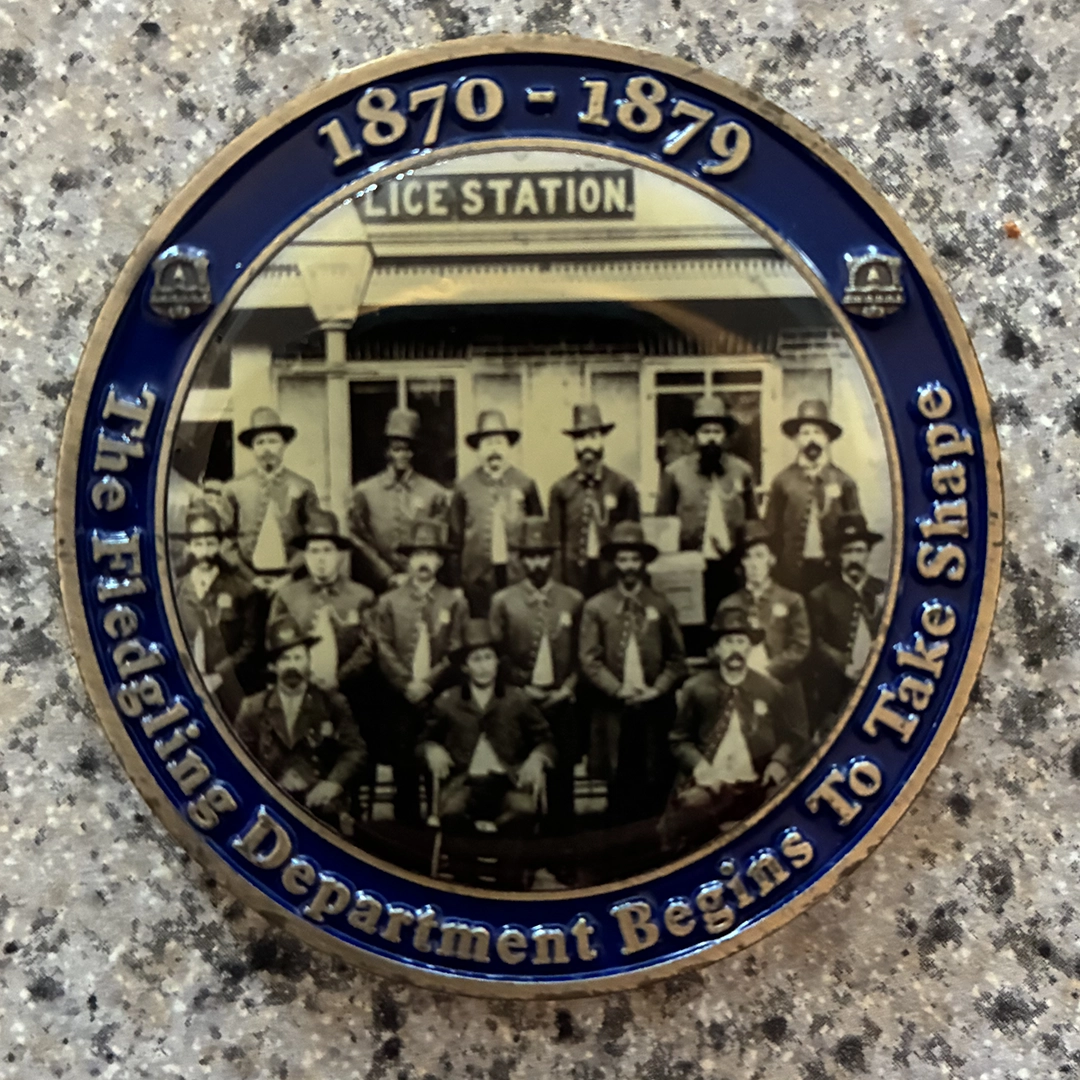 1870 - 1879
LICE STATION.
The Fledgling Department Begins To Take Shape